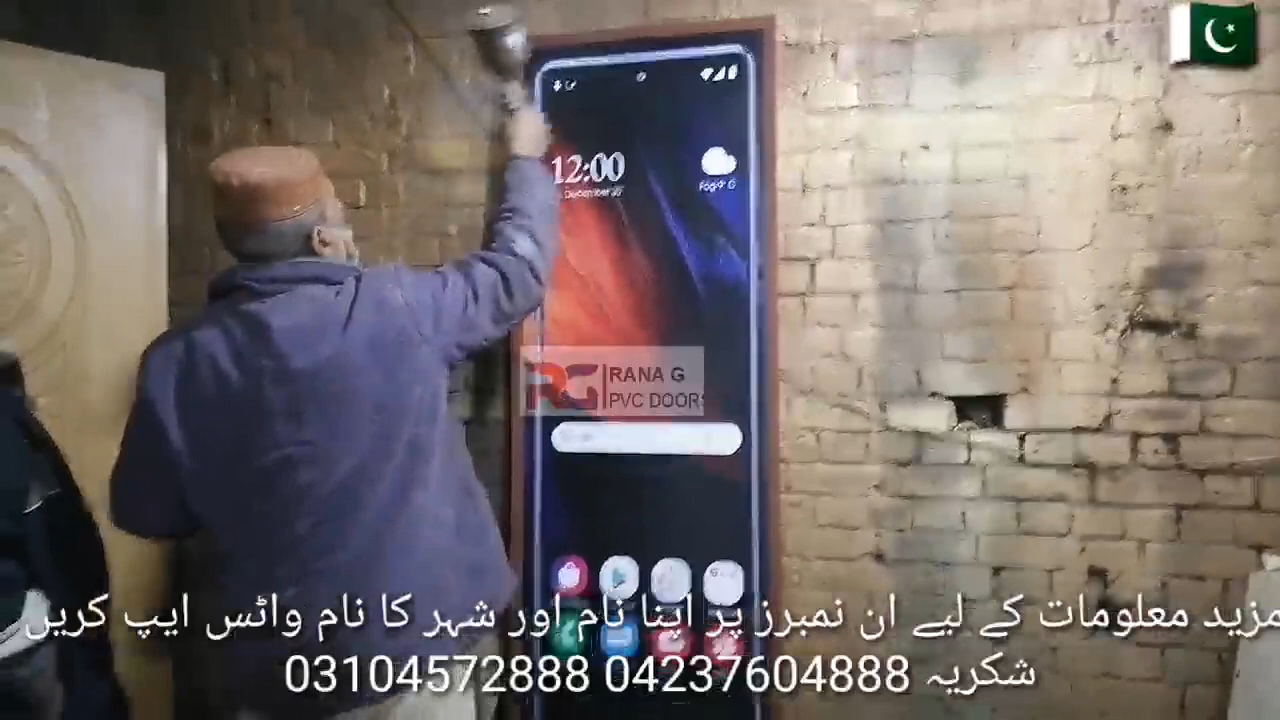 12:00
RANA G
PVC DOOR
مزید معلومات کے لیے ان نمبرز پر اپنا نام اور شہر کا نام واٹس ایپ کریں
شکریہ 04237604888 03104572888